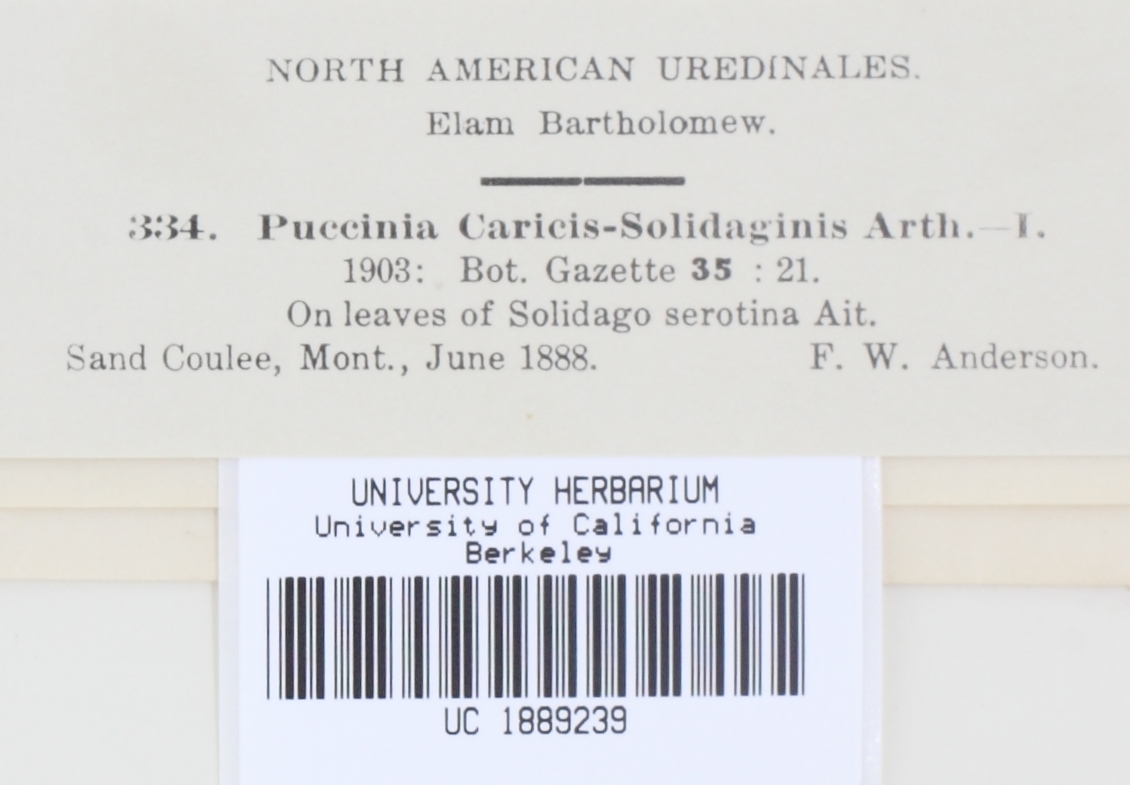 NORTH AMERICAN UREDINALES.
Elam Bartholomew.
334. Puccinia Caricis-Solidaginis Arth.—I.
1903: Bot. Gazette 35 : 21.
On leaves of Solidago serotina Ait.
Sand Coulee, Mont., June 1888. F. W. Anderson.
UNIVERSITY HERBARIUM
University of California
Berkeley
UC 1889239